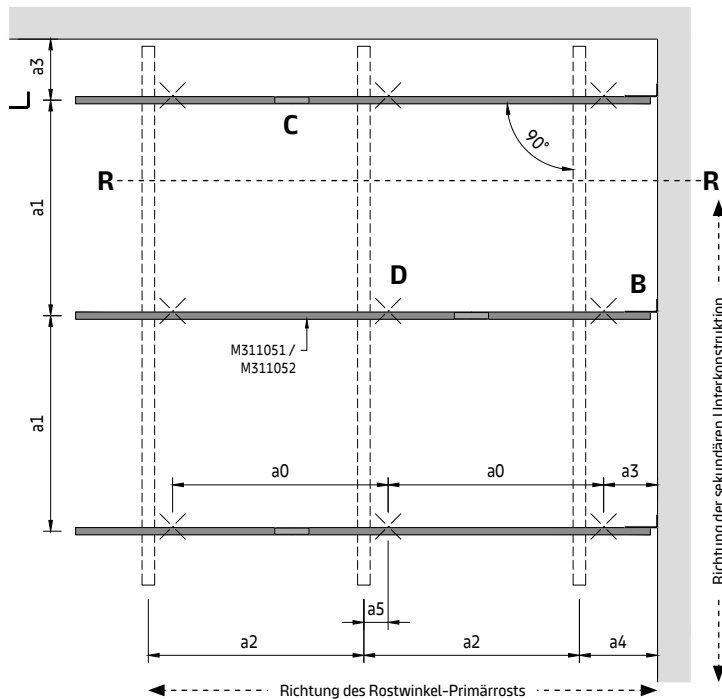 a3
C
90°
R
R
a1
D
B
M311051 /
M311052
a1
a0
a0
a3
a5
a2
a2
a4
Richtung der sekundären Unterkonstruktion
Richtung des Rostwinkel-Primärrosts